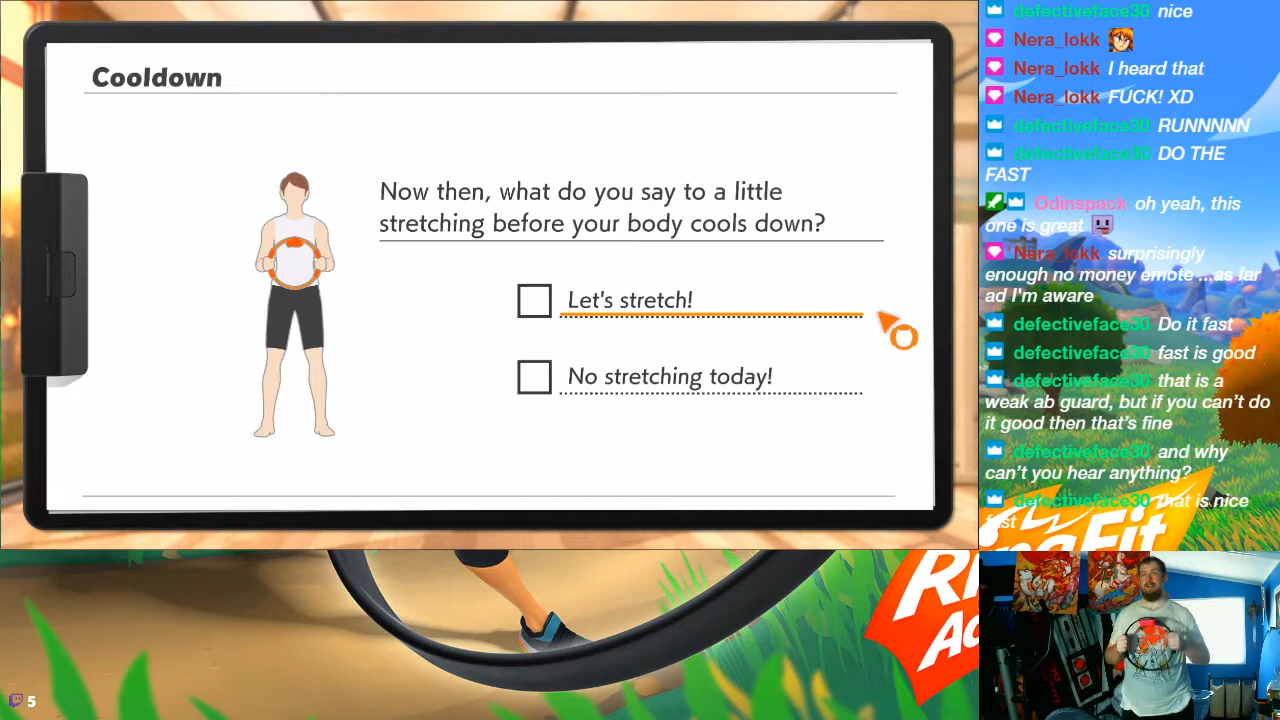 Cooldown
Now then, what do you say to a little
stretching before your body cools down?
Let's stretch!
No stretching today!
defectiveface30 nice
Nera_lokk
Nera_lokk I heard that
Nera_lokk FUCK! XD
defectiveface30 RUNNNNN
defectiveface30 DO THE
FAST
Odinspack oh yeah, this
one is great
Nera_lokk surprisingly
enough no money emote ...as far
ad I'm aware
defectiveface30 Do it fast
defectiveface30 fast is good
defectiveface30 that is a
weak ab guard, but if you can't do
it good then that's fine
defectiveface30 and why
can't you hear anything?
defectiveface30 that is nice
fast
Fit
5